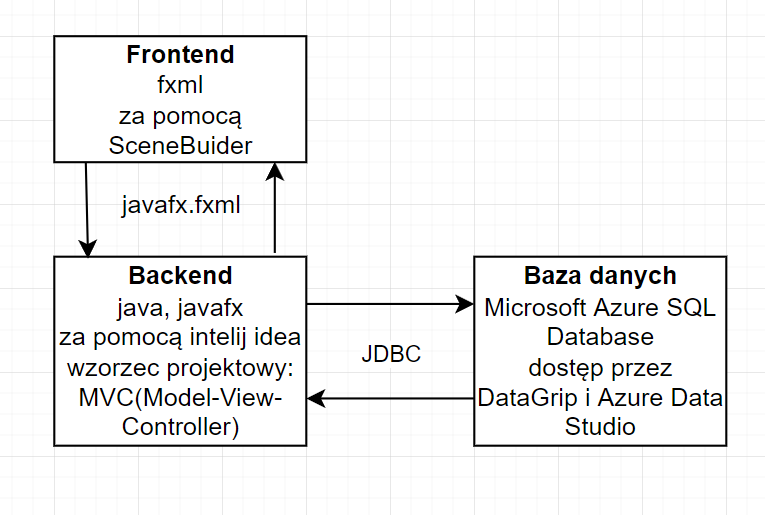 Frontend
fxml
za pomocą
SceneBuider
javafx.fxml
Backend
java, javafx
za pomocą intelij idea
wzorzec projektowy:
MVC(Model-View-
Controller)
JDBC
Baza danych
Microsoft Azure SQL
Database
dostęp przez
DataGrip i Azure Data
Studio